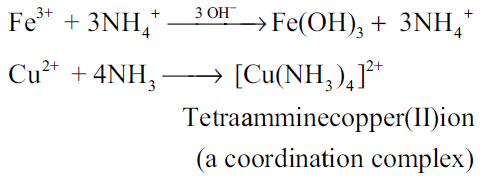 Fe³⁺ + 3NH₄⁺ —3 OH⁻→ Fe(OH)₃ + 3NH₄⁺
Cu²⁺ + 4NH₃ ⟶ [Cu(NH₃)₄]²⁺
Tetraamminecopper(II)ion
(a coordination complex)